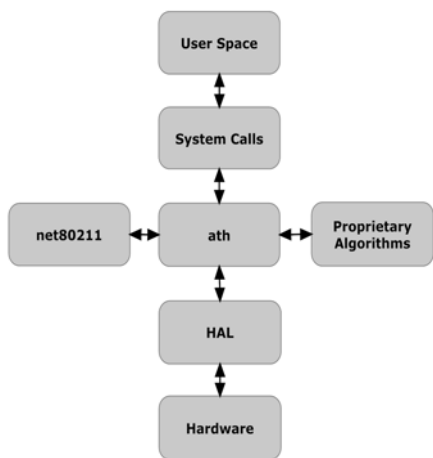 User Space
System Calls
net80211
ath
Proprietary
Algorithms
HAL
Hardware